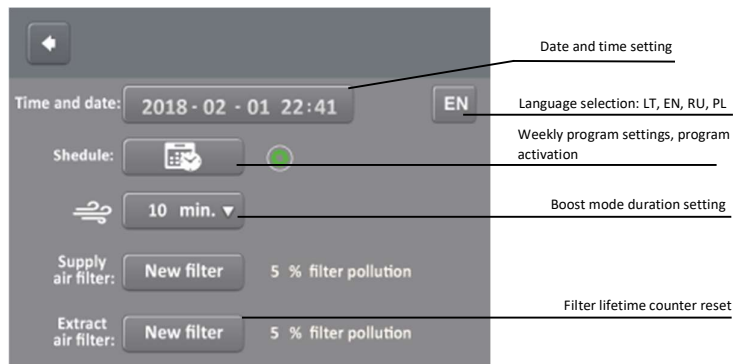 Date and time setting
Time and date: 2018 - 02 - 01 22:41 EN
Language selection: LT, EN, RU, PL
Weekly program settings, program
activation
Shedule:
10 min. ▼
Boost mode duration setting
Supply
air filter: New filter 5 % filter pollution
Filter lifetime counter reset
Extract
air filter: New filter 5 % filter pollution